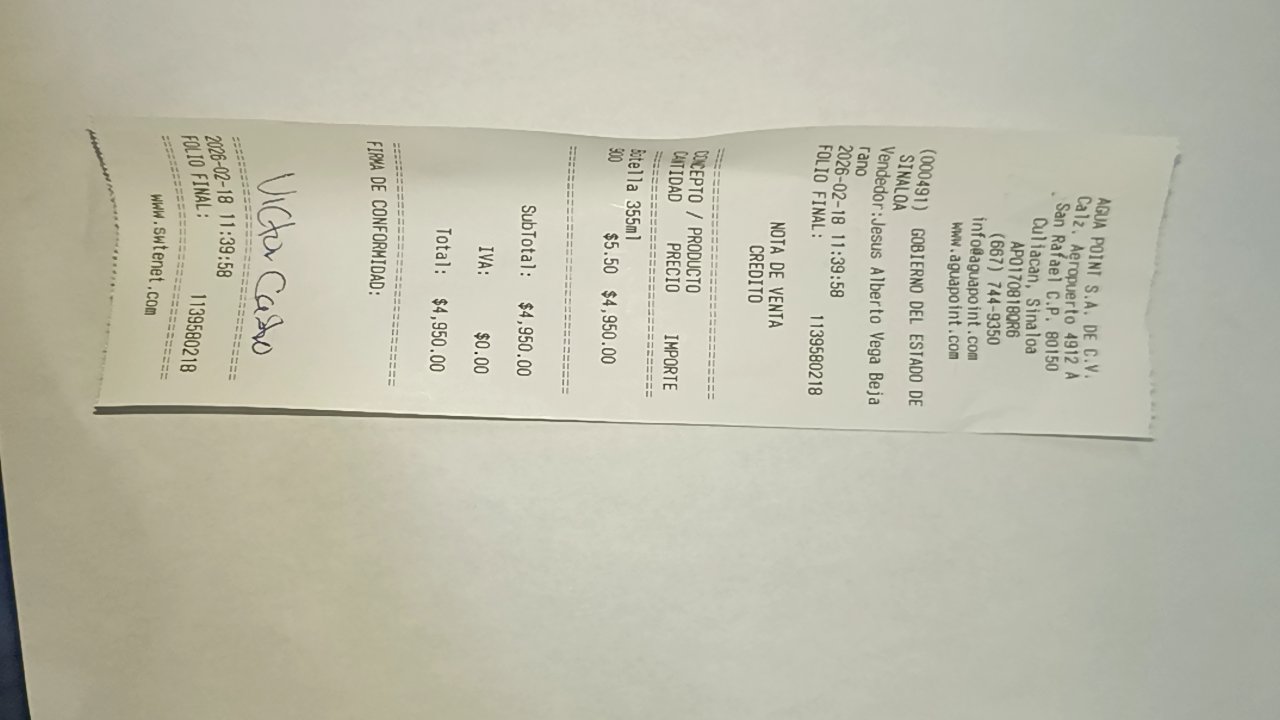 AGUA POINT S.A. DE C.V.
Calz. Aeropuerto 4912 A
San Rafael C.P. 80150
Culiacan, Sinaloa
APO170818QR6
(667) 744-9350
info@aguapoint.com
www.aguapoint.com
(000491) GOBIERNO DEL ESTADO DE
SINALOA
Vendedor:Jesus Alberto Vega Beja
rano
2026-02-18 11:39:58
FOLIO FINAL: 1139580218
NOTA DE VENTA
CREDITO
CONCEPTO / PRODUCTO
CANTIDAD PRECIO IMPORTE
Botella 355ml
900 $5.50 $4,950.00
SubTotal: $4,950.00
IVA: $0.00
Total: $4,950.00
FIRMA DE CONFORMIDAD:
Victor Castro
2026-02-18 11:39:58
FOLIO FINAL: 1139580218
www.swtenet.com